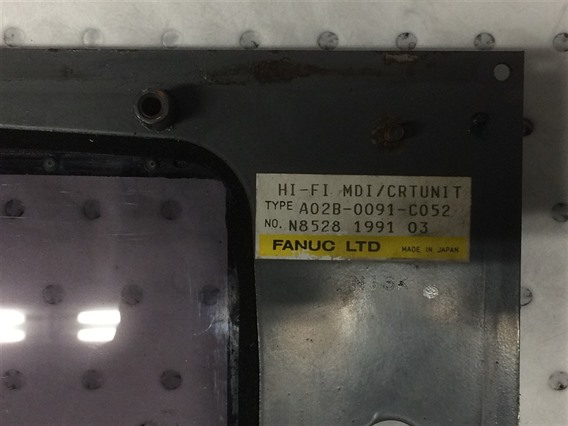 HI-FI MDI/CRTUNIT
TYPE A02B-0091-C052
NO. N8528 1991 03
FANUC LTD MADE IN JAPAN